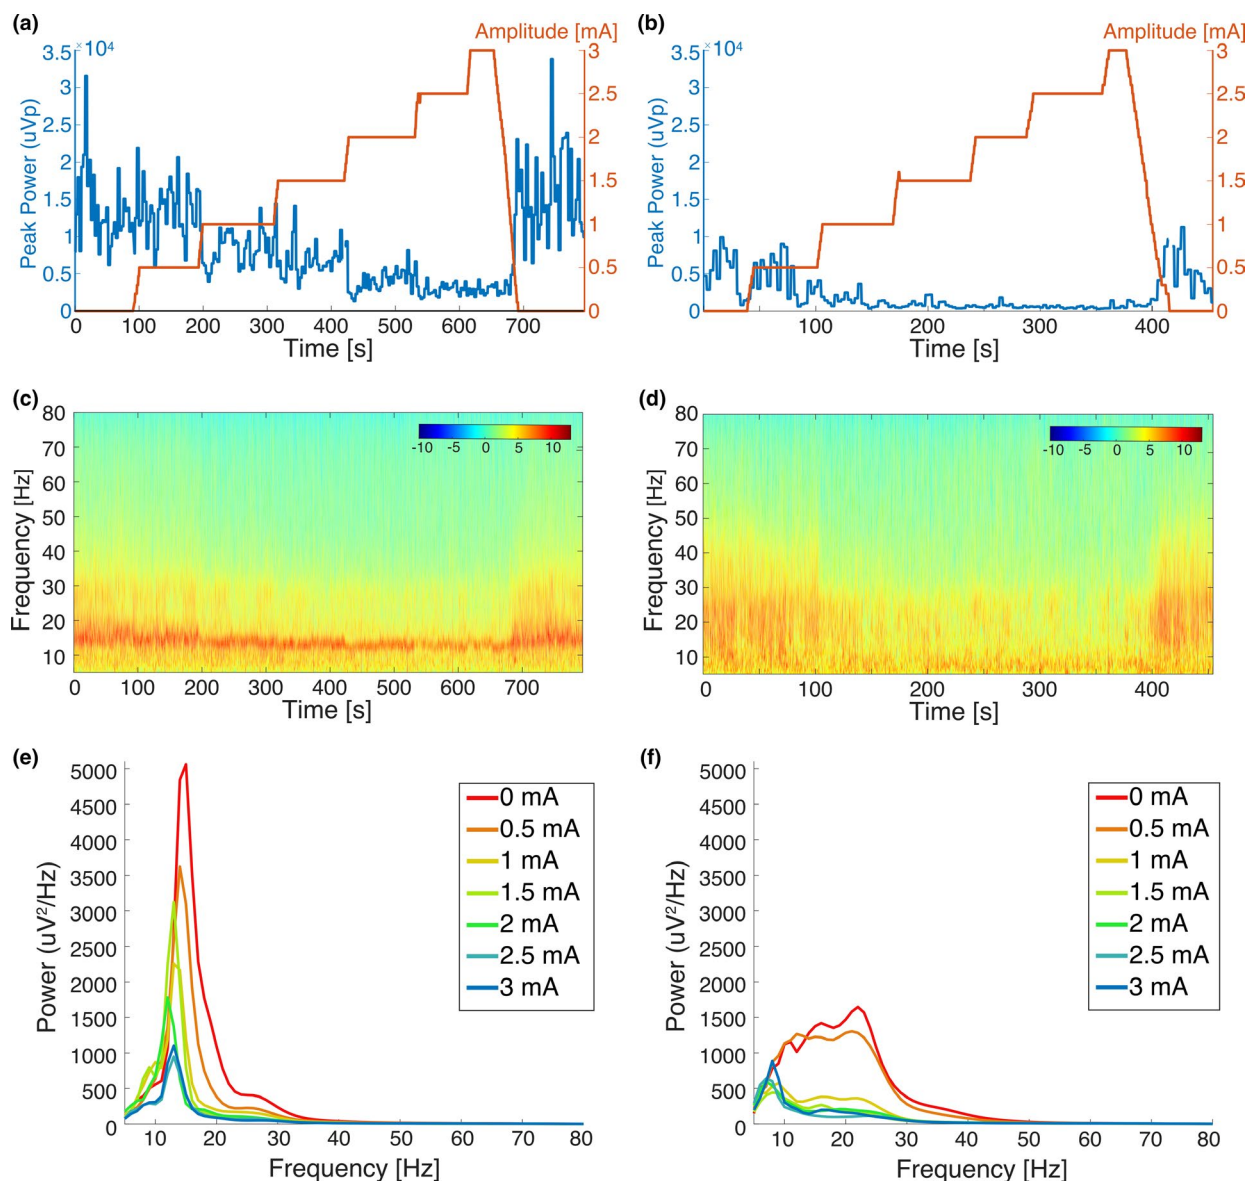 (a)
Amplitude [mA]
×10⁴
3.5
3
2.5
2
1.5
1
0.5
0
Peak Power (uVp)
3
2.5
2
1.5
1
0.5
0
0 100 200 300 400 500 600 700
Time [s]
(b)
Amplitude [mA]
×10⁴
3.5
3
2.5
2
1.5
1
0.5
0
Peak Power (uVp)
3
2.5
2
1.5
1
0.5
0
100 200 300 400
Time [s]
(c)
80
70
60
50
40
30
20
10
Frequency [Hz]
-10 -5 0 5 10
0 100 200 300 400 500 600 700
Time [s]
(d)
80
70
60
50
40
30
20
10
Frequency [Hz]
-10 -5 0 5 10
0 100 200 300 400
Time [s]
(e)
5000
4500
4000
3500
3000
2500
2000
1500
1000
500
0
Power (uV²/Hz)
0 mA
0.5 mA
1 mA
1.5 mA
2 mA
2.5 mA
3 mA
10 20 30 40 50 60 70 80
Frequency [Hz]
(f)
5000
4500
4000
3500
3000
2500
2000
1500
1000
500
0
Power (uV²/Hz)
0 mA
0.5 mA
1 mA
1.5 mA
2 mA
2.5 mA
3 mA
10 20 30 40 50 60 70 80
Frequency [Hz]